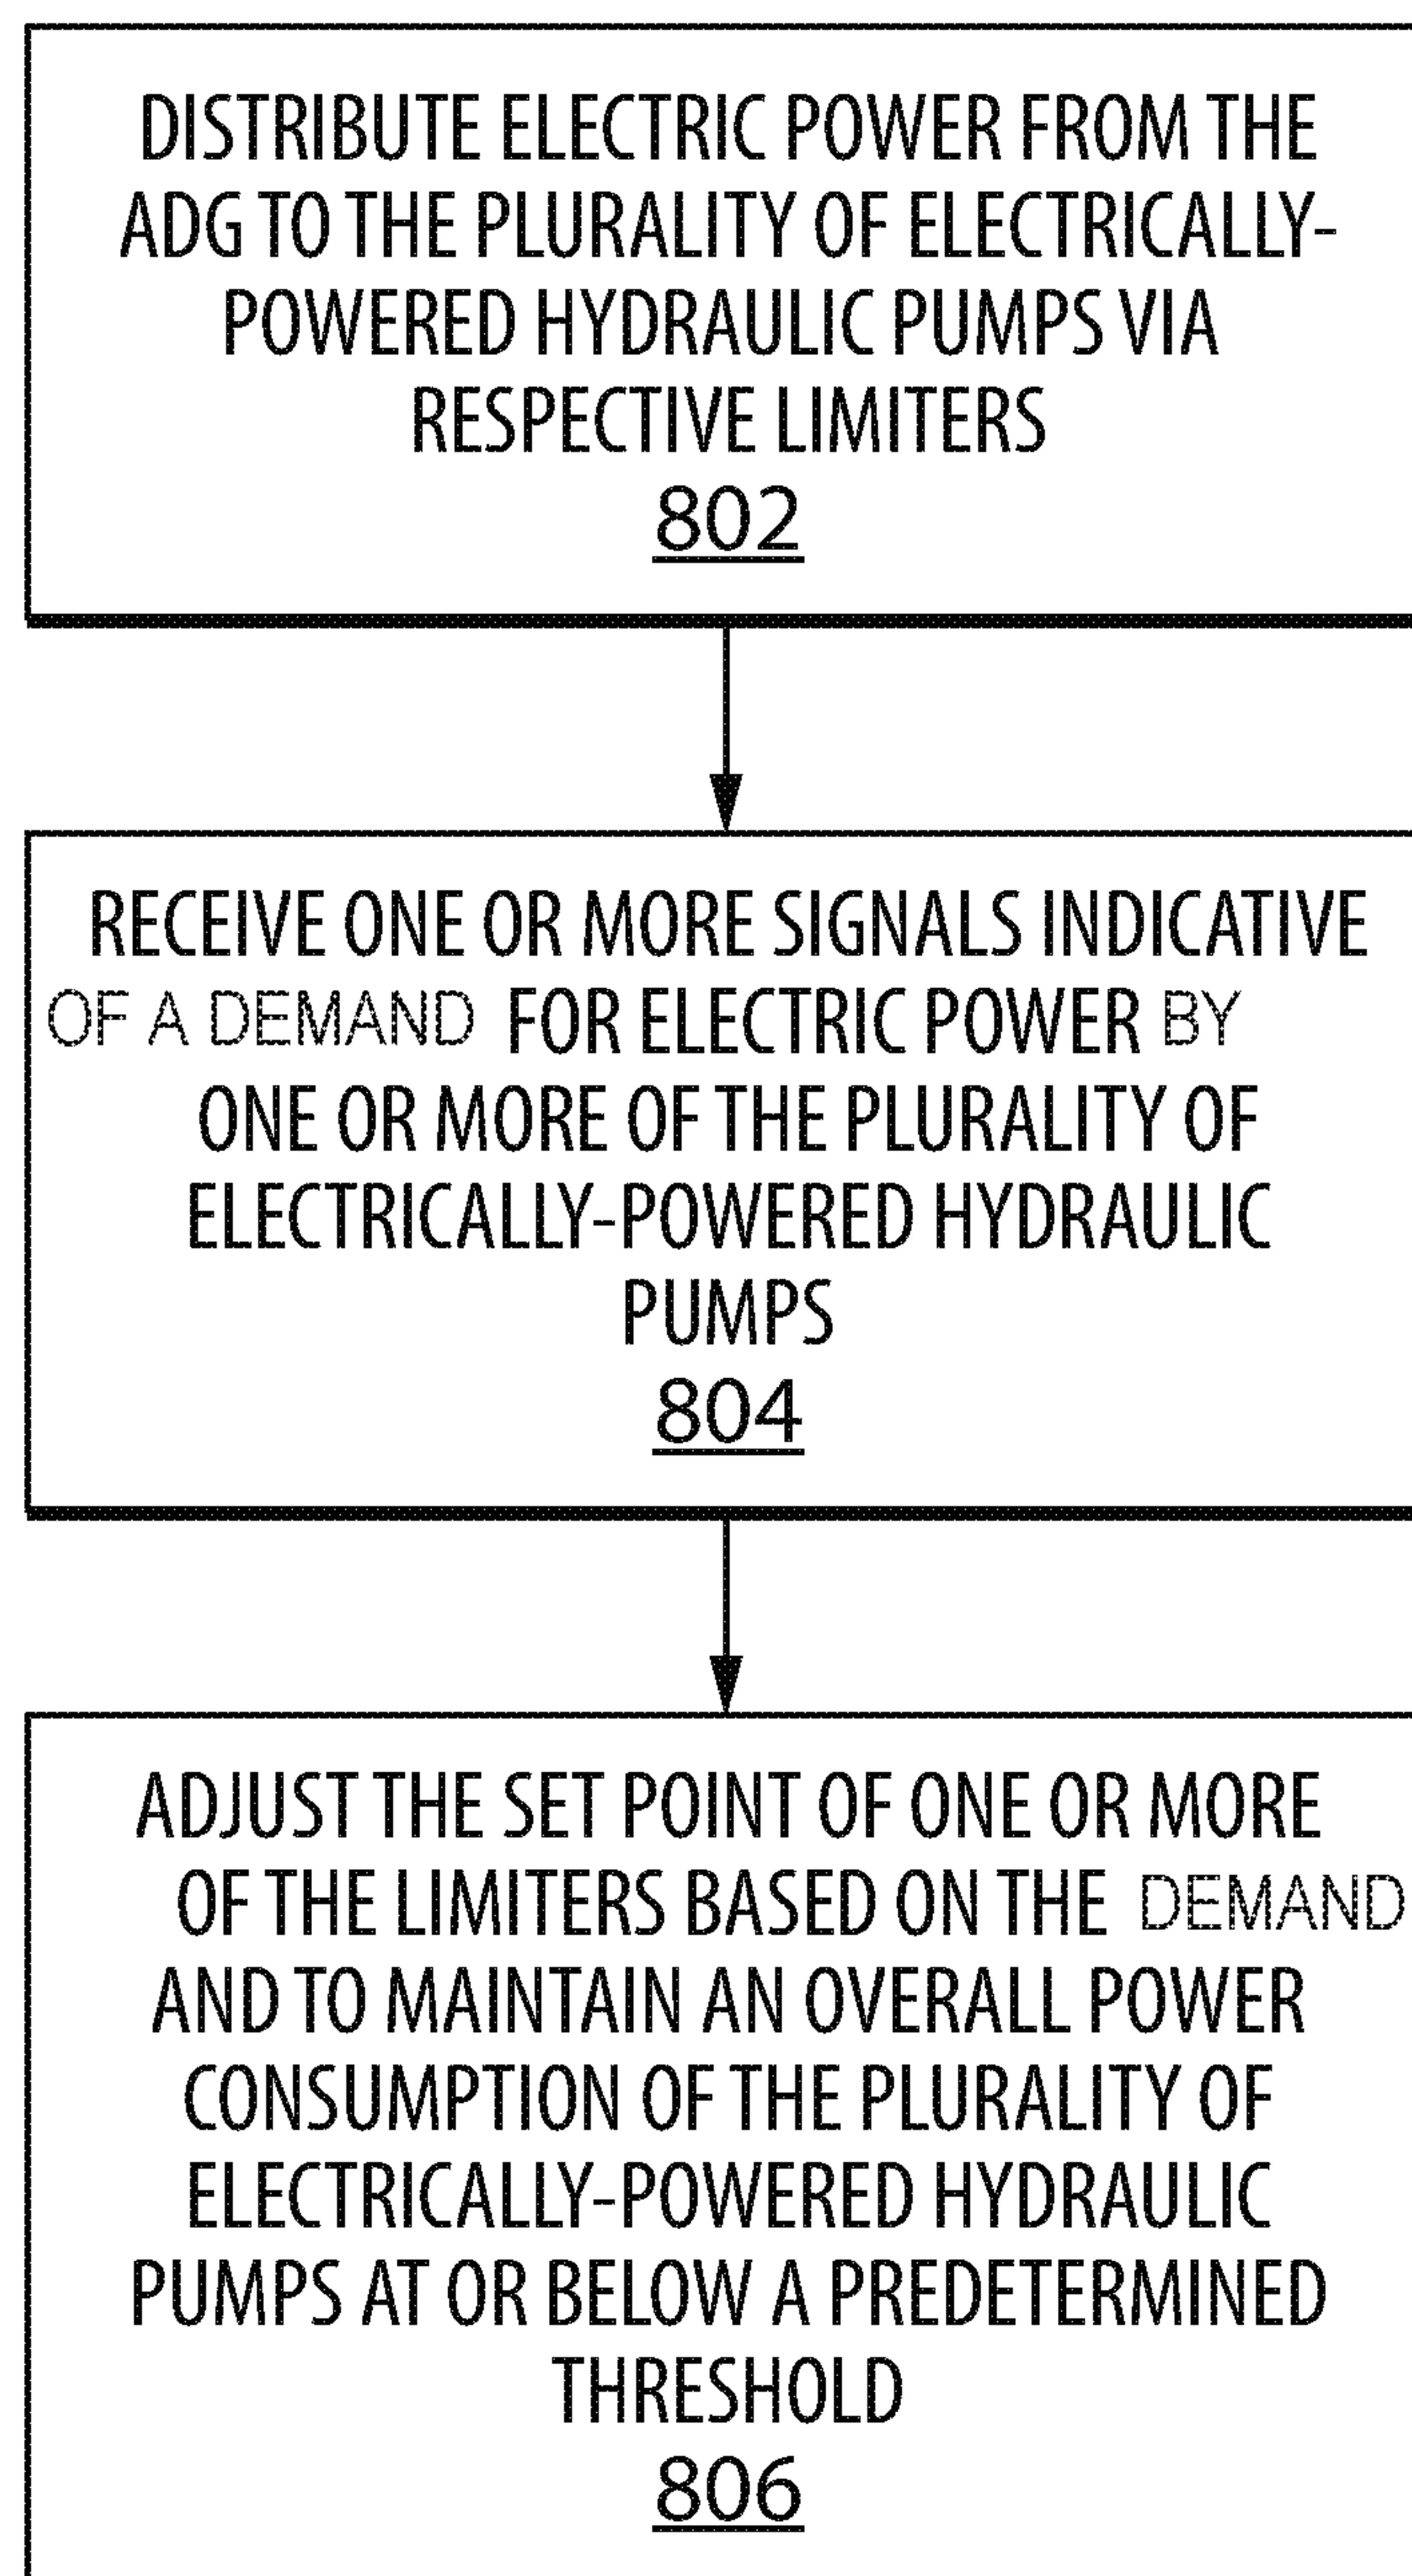 DISTRIBUTE ELECTRIC POWER FROM THE
ADG TO THE PLURALITY OF ELECTRICALLY-
POWERED HYDRAULIC PUMPS VIA
RESPECTIVE LIMITERS
802
RECEIVE ONE OR MORE SIGNALS INDICATIVE
OF A DEMAND FOR ELECTRIC POWER BY
ONE OR MORE OF THE PLURALITY OF
ELECTRICALLY-POWERED HYDRAULIC
PUMPS
804
ADJUST THE SET POINT OF ONE OR MORE
OF THE LIMITERS BASED ON THE DEMAND
AND TO MAINTAIN AN OVERALL POWER
CONSUMPTION OF THE PLURALITY OF
ELECTRICALLY-POWERED HYDRAULIC
PUMPS AT OR BELOW A PREDETERMINED
THRESHOLD
806